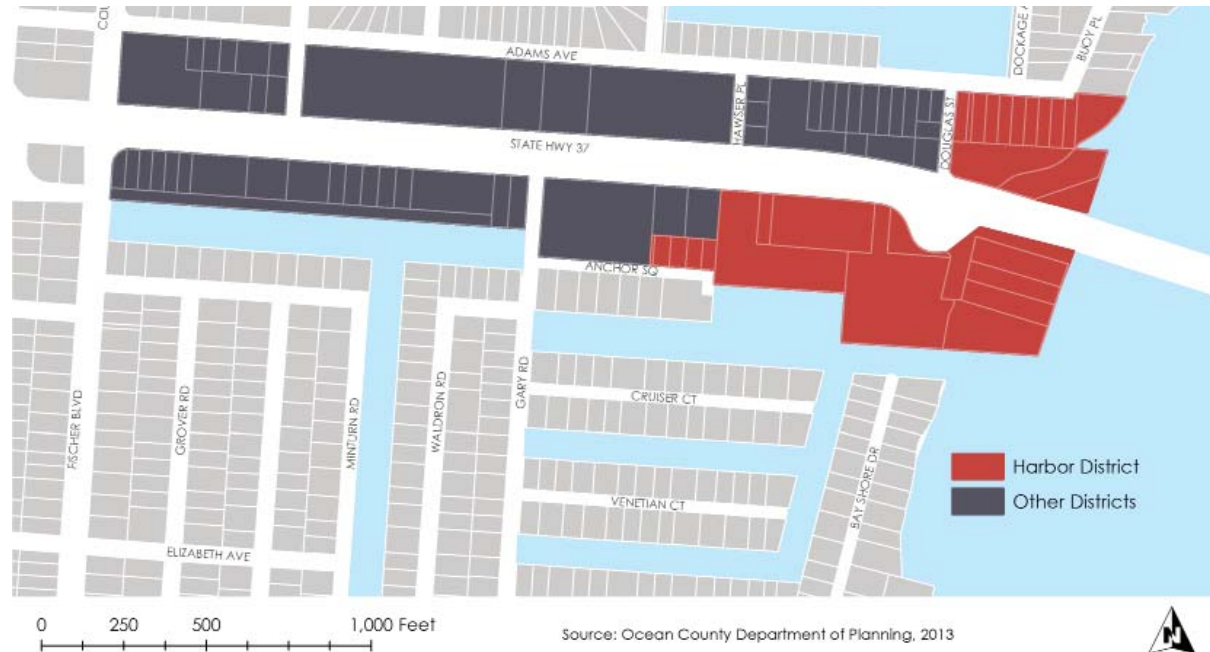 COU
ADAMS AVE
DOCKAGE A
BUOY PL
HAWSER PL
DOUGLAS ST
STATE HWY 37
ANCHOR SQ
FISCHER BLVD
GROVER RD
MINTURN RD
WALDRON RD
GARY RD
CRUISER CT
VENETIAN CT
BAY SHORE DR
ELIZABETH AVE
Harbor District
Other Districts
0 250 500 1,000 Feet
Source: Ocean County Department of Planning, 2013
N